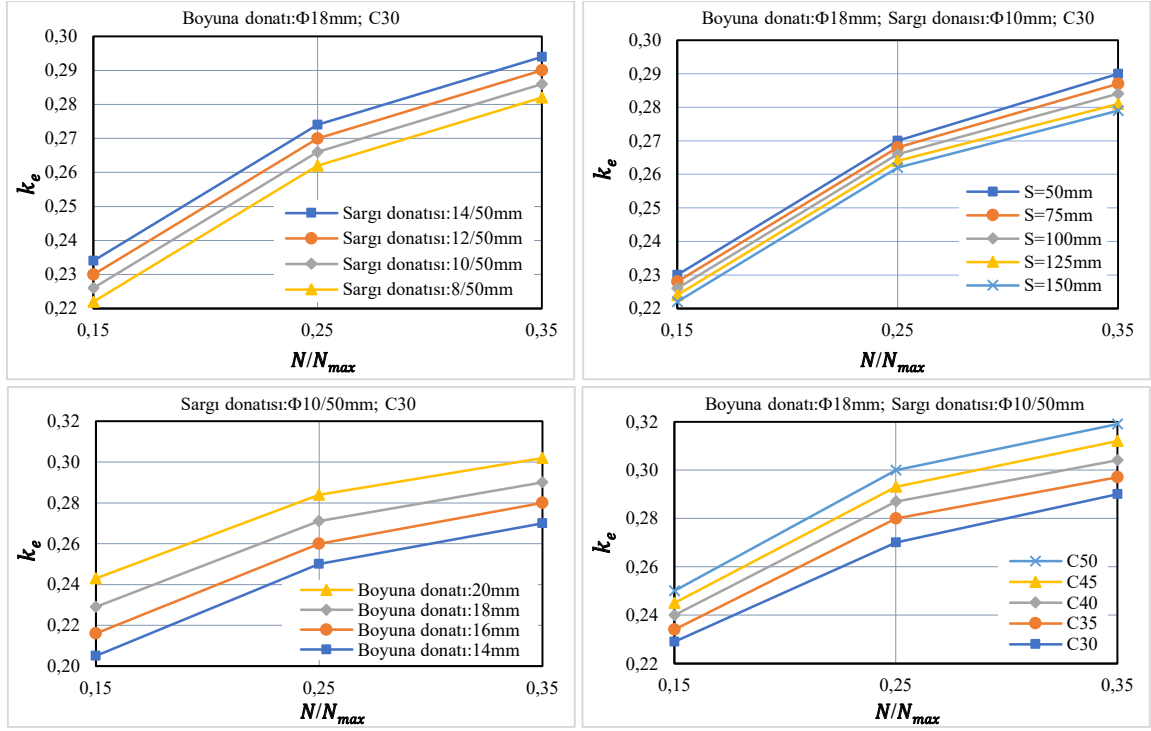 Boyuna donatı:Φ18mm; C30
0,30
0,29
0,28
0,27
0,26
0,25
0,24
0,23
0,22
k_e
Sargı donatısı:14/50mm
Sargı donatısı:12/50mm
Sargı donatısı:10/50mm
Sargı donatısı:8/50mm
0,15 0,25 0,35
N/N_max
Boyuna donatı:Φ18mm; Sargı donaısı:Φ10mm; C30
0,30
0,29
0,28
0,27
0,26
0,25
0,24
0,23
0,22
k_e
S=50mm
S=75mm
S=100mm
S=125mm
S=150mm
0,15 0,25 0,35
N/N_max
Sargı donatısı:Φ10/50mm; C30
0,32
0,30
0,28
0,26
0,24
0,22
0,20
k_e
Boyuna donatı:20mm
Boyuna donatı:18mm
Boyuna donatı:16mm
Boyuna donatı:14mm
0,15 0,25 0,35
N/N_max
Boyuna donatı:Φ18mm; Sargı donatısı:Φ10/50mm
0,32
0,30
0,28
0,26
0,24
0,22
k_e
C50
C45
C40
C35
C30
0,15 0,25 0,35
N/N_max